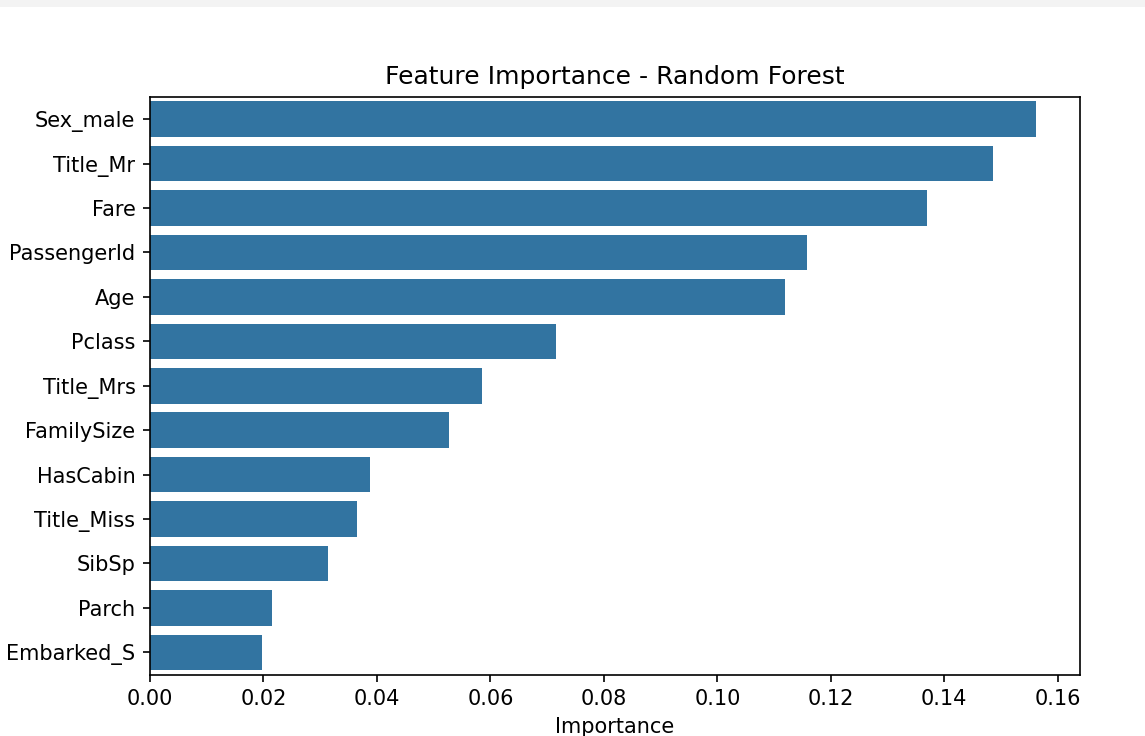 Feature Importance - Random Forest
Sex_male
Title_Mr
Fare
PassengerId
Age
Pclass
Title_Mrs
FamilySize
HasCabin
Title_Miss
SibSp
Parch
Embarked_S
0.00 0.02 0.04 0.06 0.08 0.10 0.12 0.14 0.16
Importance